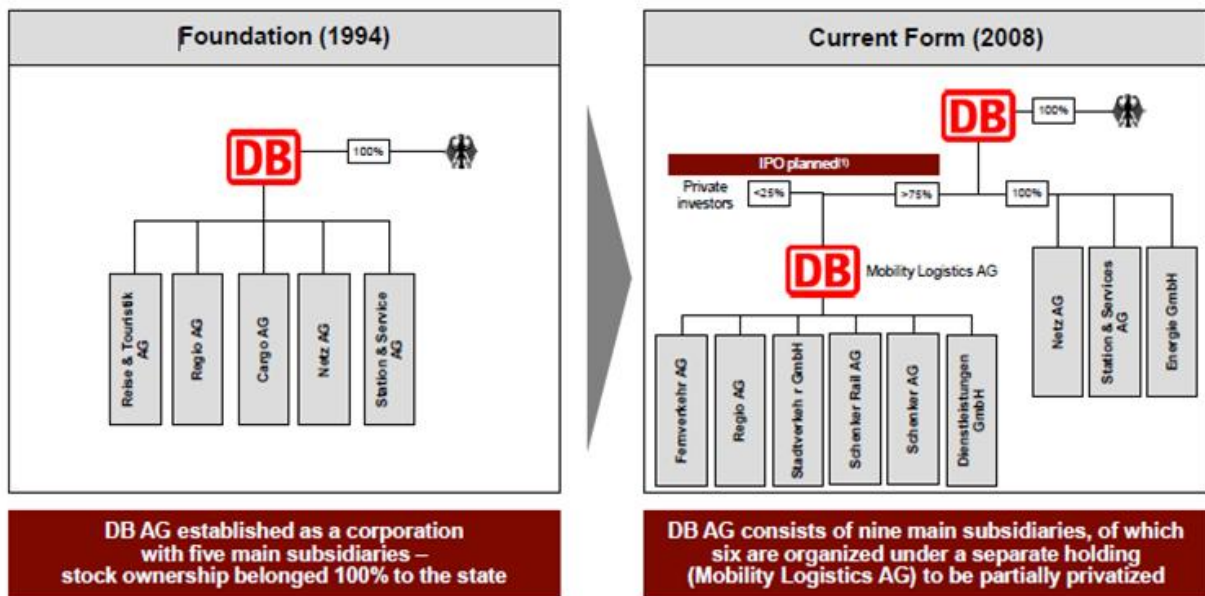 Foundation (1994)
DB
100%
Reise & Touristik
AG
Regio AG
Cargo AG
Netz AG
Station & Service
AG
DB AG established as a corporation
with five main subsidiaries –
stock ownership belonged 100% to the state
Current Form (2008)
DB
100%
IPO planned(1)
Private
investors
<25%
>75%
100%
DB
Mobility Logistics AG
Fernverkehr AG
Regio AG
Stadtverkeh r GmbH
Schenker Rail AG
Schenker AG
Dienstleistungen
GmbH
Netz AG
Station & Services
AG
Energie GmbH
DB AG consists of nine main subsidiaries, of which
six are organized under a separate holding
(Mobility Logistics AG) to be partially privatized